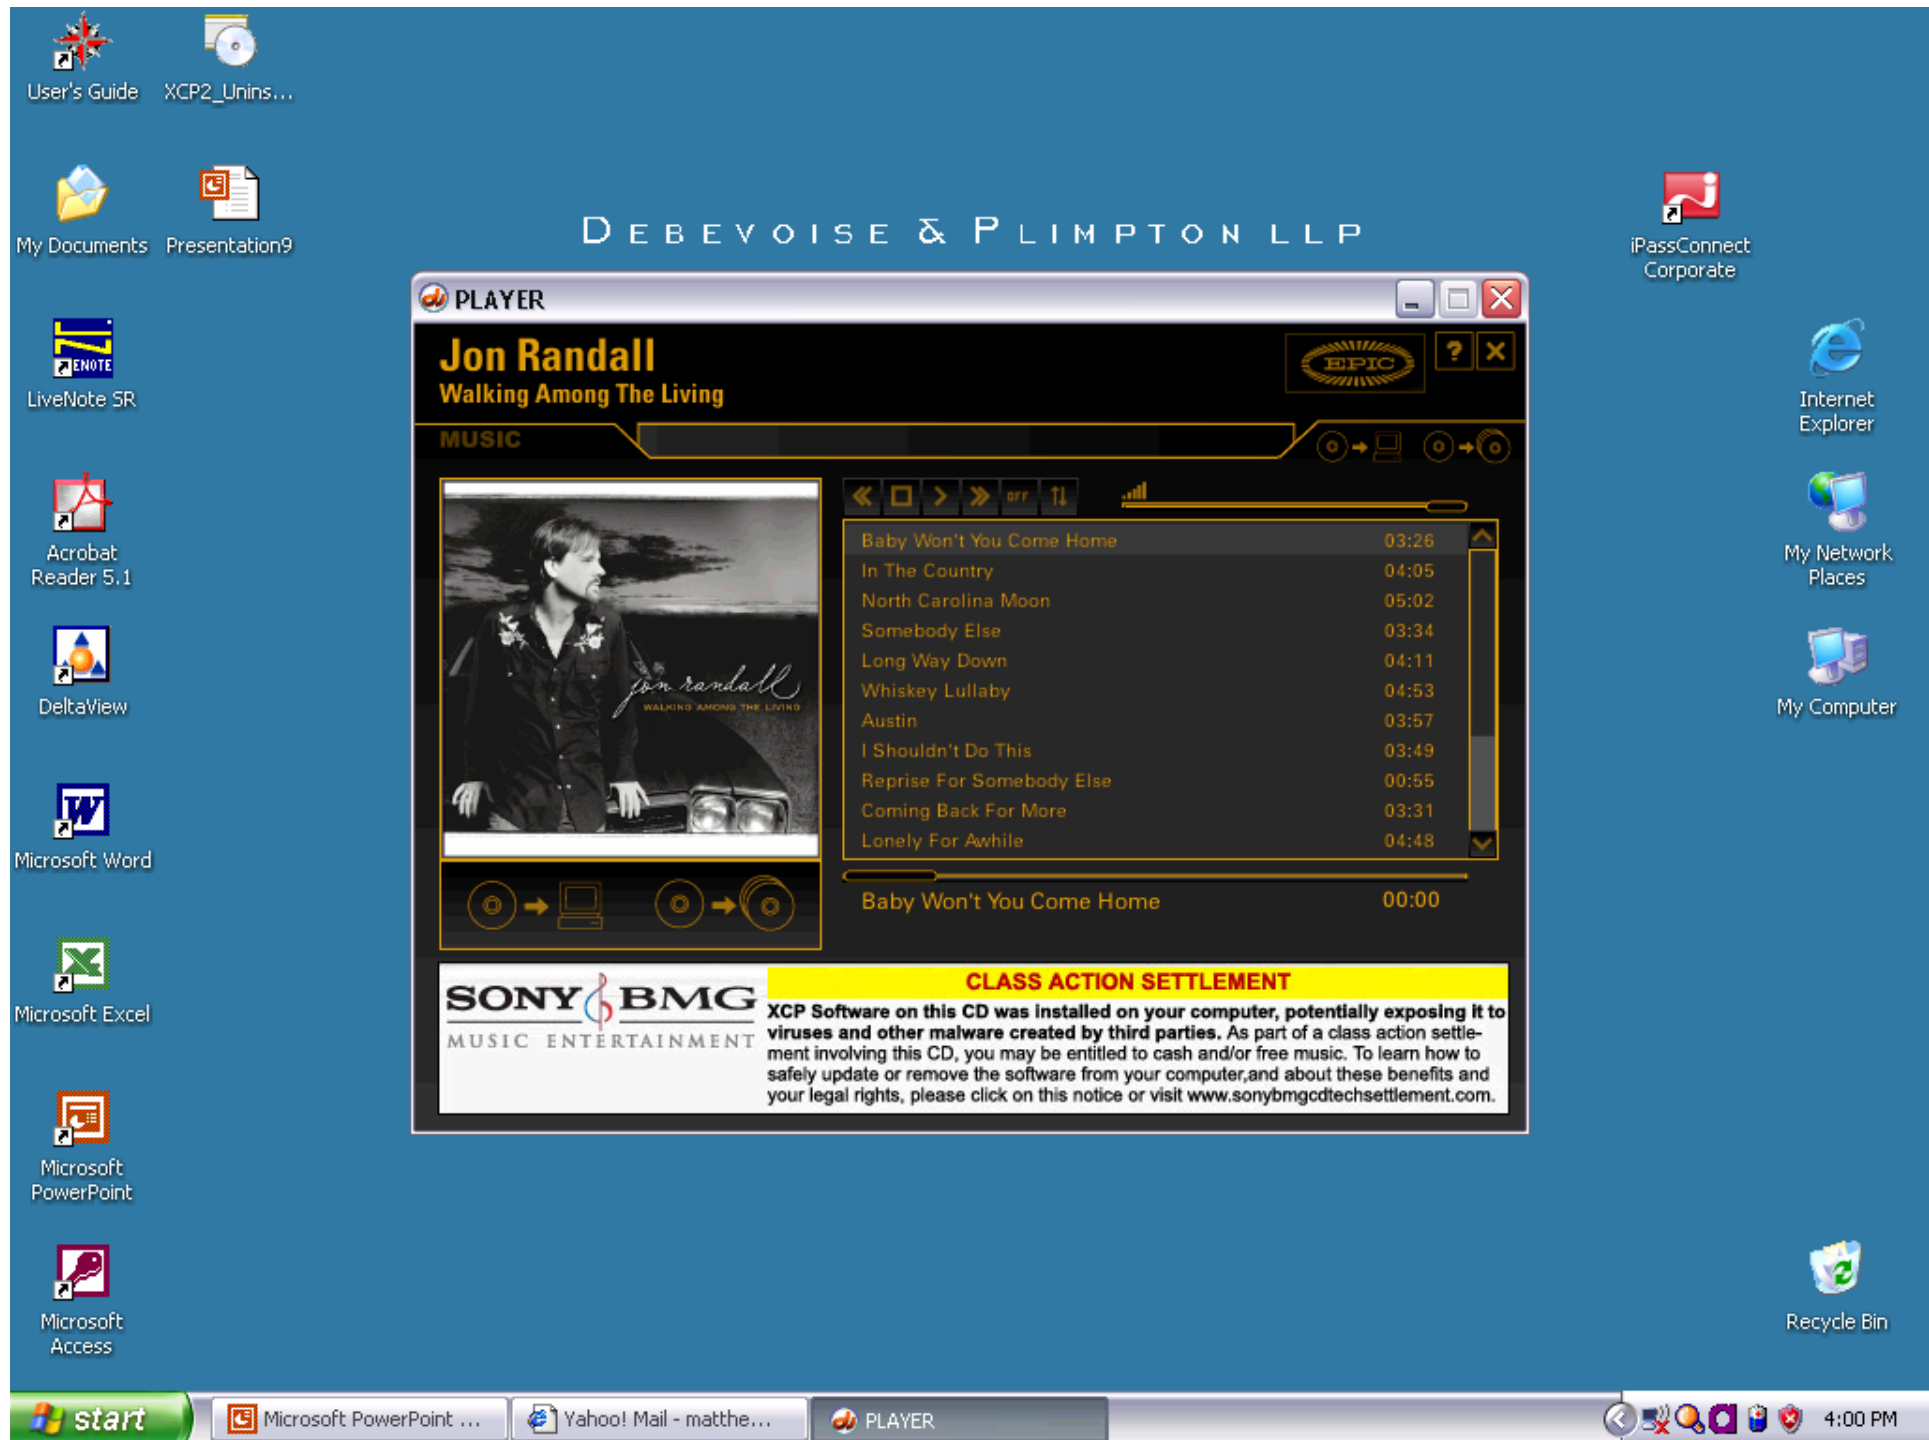 User's Guide
XCP2_Unins...
My Documents
Presentation9
LiveNote SR
ENOTE
Acrobat
Reader 5.1
DeltaView
Microsoft Word
Microsoft Excel
Microsoft
PowerPoint
Microsoft
Access
DEBEVOISE & PLIMPTON LLP
PLAYER
Jon Randall
Walking Among The Living
EPIC
?
MUSIC
OFF
jon randall
WALKING AMONG THE LIVING
Baby Won't You Come Home 03:26
In The Country 04:05
North Carolina Moon 05:02
Somebody Else 03:34
Long Way Down 04:11
Whiskey Lullaby 04:53
Austin 03:57
I Shouldn't Do This 03:49
Reprise For Somebody Else 00:55
Coming Back For More 03:31
Lonely For Awhile 04:48
Baby Won't You Come Home 00:00
SONY BMG
MUSIC ENTERTAINMENT
CLASS ACTION SETTLEMENT
XCP Software on this CD was installed on your computer, potentially exposing it to
viruses and other malware created by third parties. As part of a class action settle-
ment involving this CD, you may be entitled to cash and/or free music. To learn how to
safely update or remove the software from your computer,and about these benefits and
your legal rights, please click on this notice or visit www.sonybmgcdtechsettlement.com.
iPassConnect
Corporate
Internet
Explorer
My Network
Places
My Computer
Recycle Bin
start
Microsoft PowerPoint ...
Yahoo! Mail - matthe...
PLAYER
4:00 PM